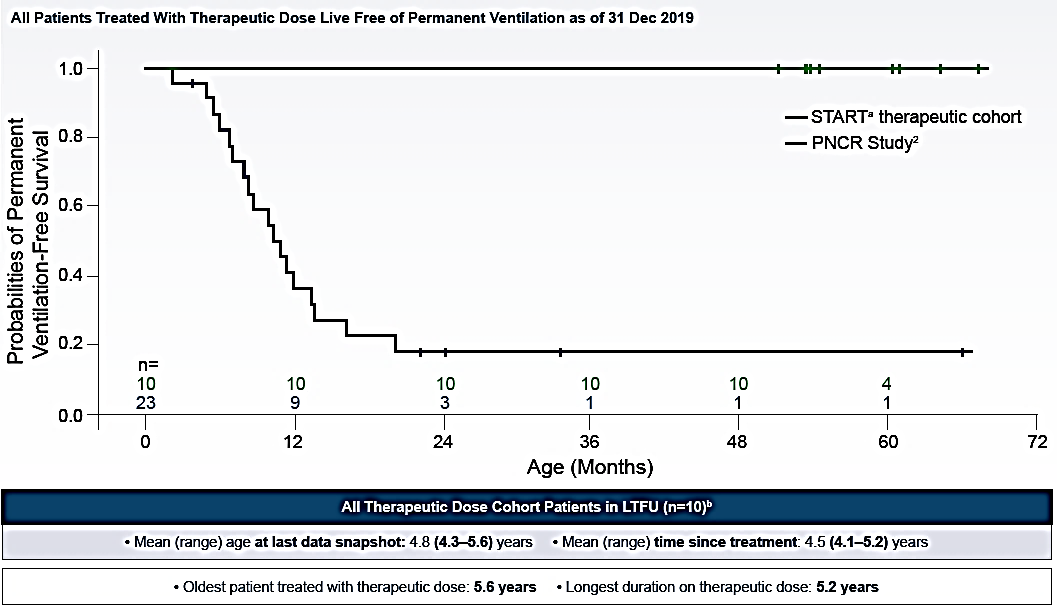 All Patients Treated With Therapeutic Dose Live Free of Permanent Ventilation as of 31 Dec 2019
Probabilities of Permanent
Ventilation-Free Survival
1.0
0.8
0.6
0.4
0.2
0.0
STARTᵃ therapeutic cohort
PNCR Study²
n=
10 10 10 10 10 4
23 9 3 1 1 1
0 12 24 36 48 60 72
Age (Months)
All Therapeutic Dose Cohort Patients in LTFU (n=10)ᵇ
• Mean (range) age at last data snapshot: 4.8 (4.3–5.6) years • Mean (range) time since treatment: 4.5 (4.1–5.2) years
• Oldest patient treated with therapeutic dose: 5.6 years • Longest duration on therapeutic dose: 5.2 years